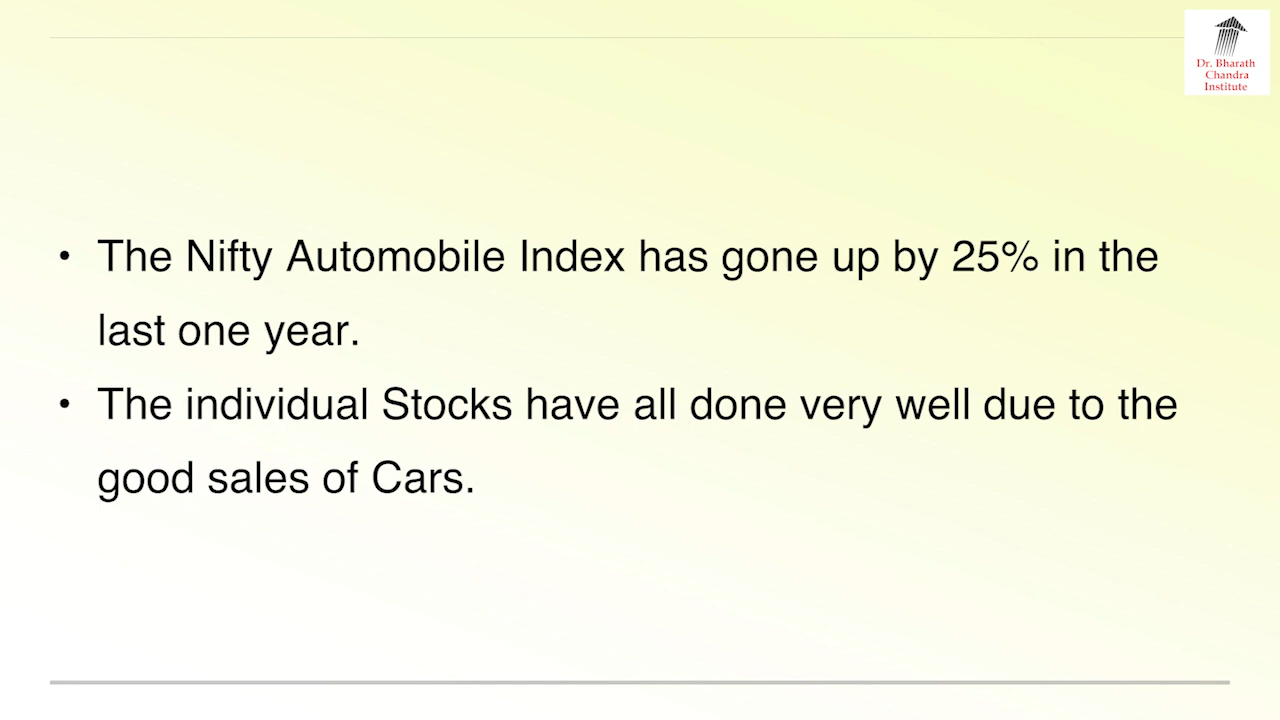 Dr. Bharath
Chandra
Institute
• The Nifty Automobile Index has gone up by 25% in the
last one year.
• The individual Stocks have all done very well due to the
good sales of Cars.